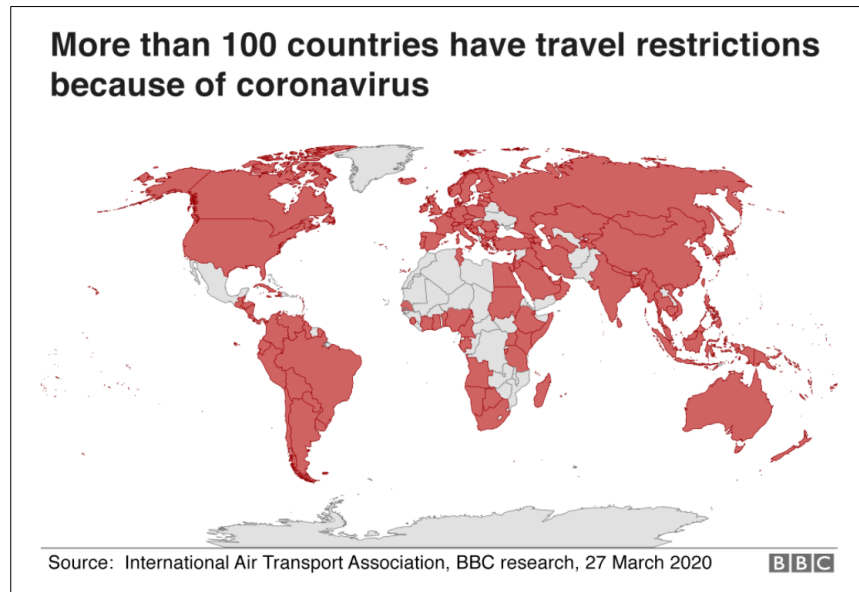 More than 100 countries have travel restrictions
because of coronavirus
Source: International Air Transport Association, BBC research, 27 March 2020
BBC